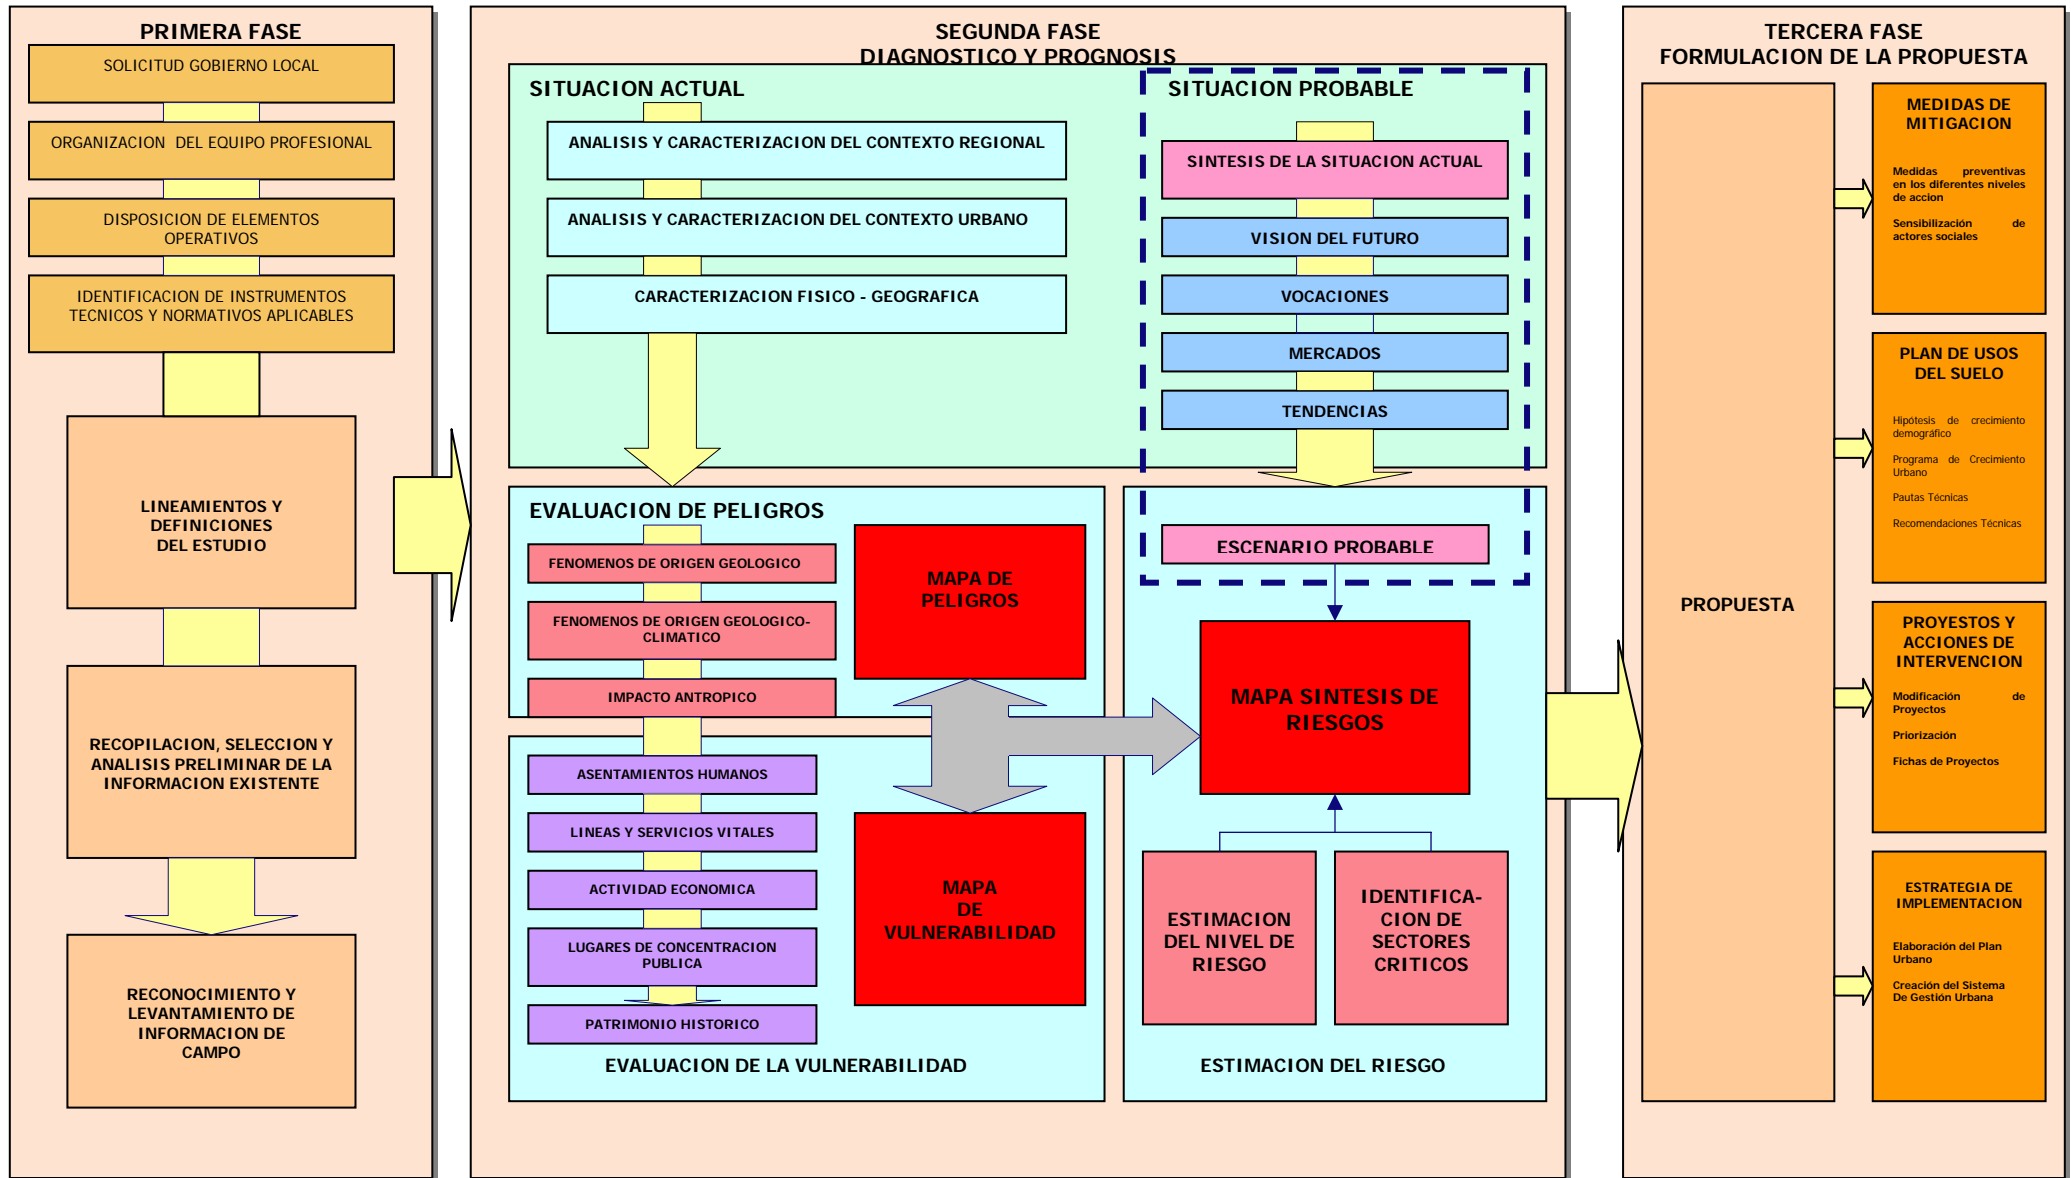 PRIMERA FASE
SOLICITUD GOBIERNO LOCAL
ORGANIZACION DEL EQUIPO PROFESIONAL
DISPOSICION DE ELEMENTOS
OPERATIVOS
IDENTIFICACION DE INSTRUMENTOS
TECNICOS Y NORMATIVOS APLICABLES
LINEAMIENTOS Y
DEFINICIONES
DEL ESTUDIO
RECOPILACION, SELECCION Y
ANALISIS PRELIMINAR DE LA
INFORMACION EXISTENTE
RECONOCIMIENTO Y
LEVANTAMIENTO DE
INFORMACION DE
CAMPO
SEGUNDA FASE
DIAGNOSTICO Y PROGNOSIS
SITUACION ACTUAL
ANALISIS Y CARACTERIZACION DEL CONTEXTO REGIONAL
ANALISIS Y CARACTERIZACION DEL CONTEXTO URBANO
CARACTERIZACION FISICO - GEOGRAFICA
SITUACION PROBABLE
SINTESIS DE LA SITUACION ACTUAL
VISION DEL FUTURO
VOCACIONES
MERCADOS
TENDENCIAS
EVALUACION DE PELIGROS
FENOMENOS DE ORIGEN GEOLOGICO
FENOMENOS DE ORIGEN GEOLOGICO-
CLIMATICO
IMPACTO ANTROPICO
MAPA DE
PELIGROS
ASENTAMIENTOS HUMANOS
LINEAS Y SERVICIOS VITALES
ACTIVIDAD ECONOMICA
LUGARES DE CONCENTRACION
PUBLICA
PATRIMONIO HISTORICO
MAPA
DE
VULNERABILIDAD
EVALUACION DE LA VULNERABILIDAD
ESCENARIO PROBABLE
MAPA SINTESIS DE
RIESGOS
ESTIMACION
DEL NIVEL DE
RIESGO
IDENTIFICA-
CION DE
SECTORES
CRITICOS
ESTIMACION DEL RIESGO
TERCERA FASE
FORMULACION DE LA PROPUESTA
PROPUESTA
MEDIDAS DE
MITIGACION
Medidas preventivas
en los diferentes niveles
de accion
Sensibilización de
actores sociales
PLAN DE USOS
DEL SUELO
Hipótesis de crecimiento
demográfico
Programa de Crecimiento
Urbano
Pautas Técnicas
Recomendaciones Técnicas
PROYESTOS Y
ACCIONES DE
INTERVENCION
Modificación de
Proyectos
Priorización
Fichas de Proyectos
ESTRATEGIA DE
IMPLEMENTACION
Elaboración del Plan
Urbano
Creación del Sistema
De Gestión Urbana